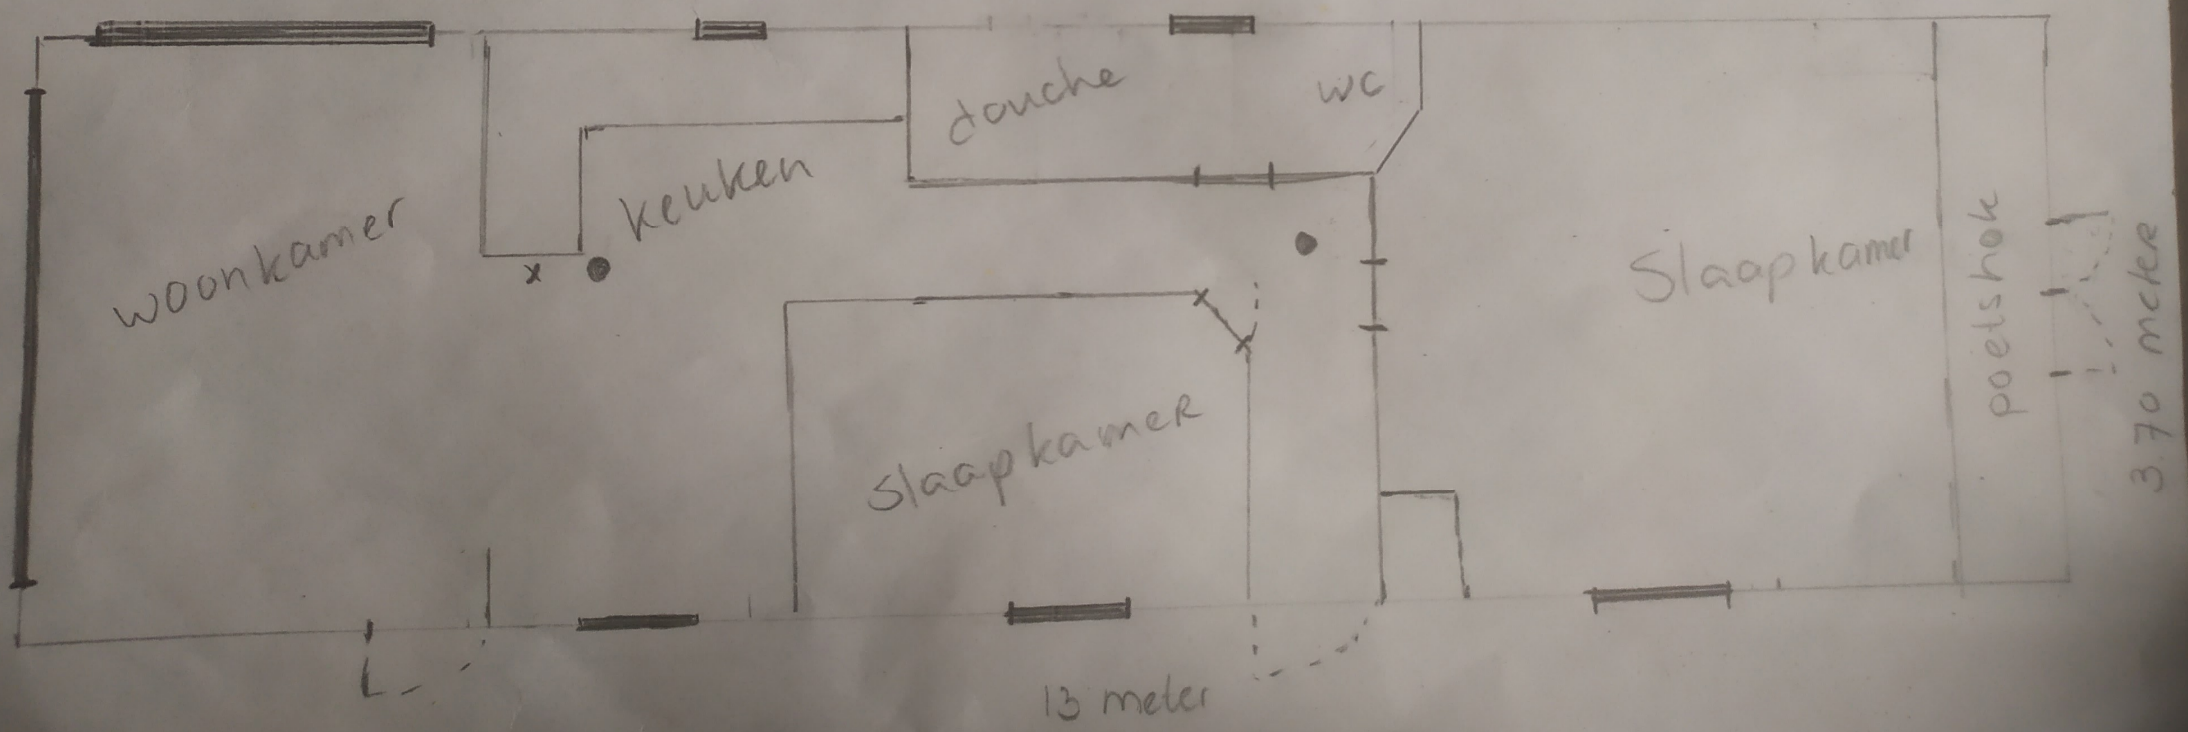 douche
wc
keuken
woonkamer
Slaapkamer
poetshok
3.70 meter
SlaapkameR
13 meter